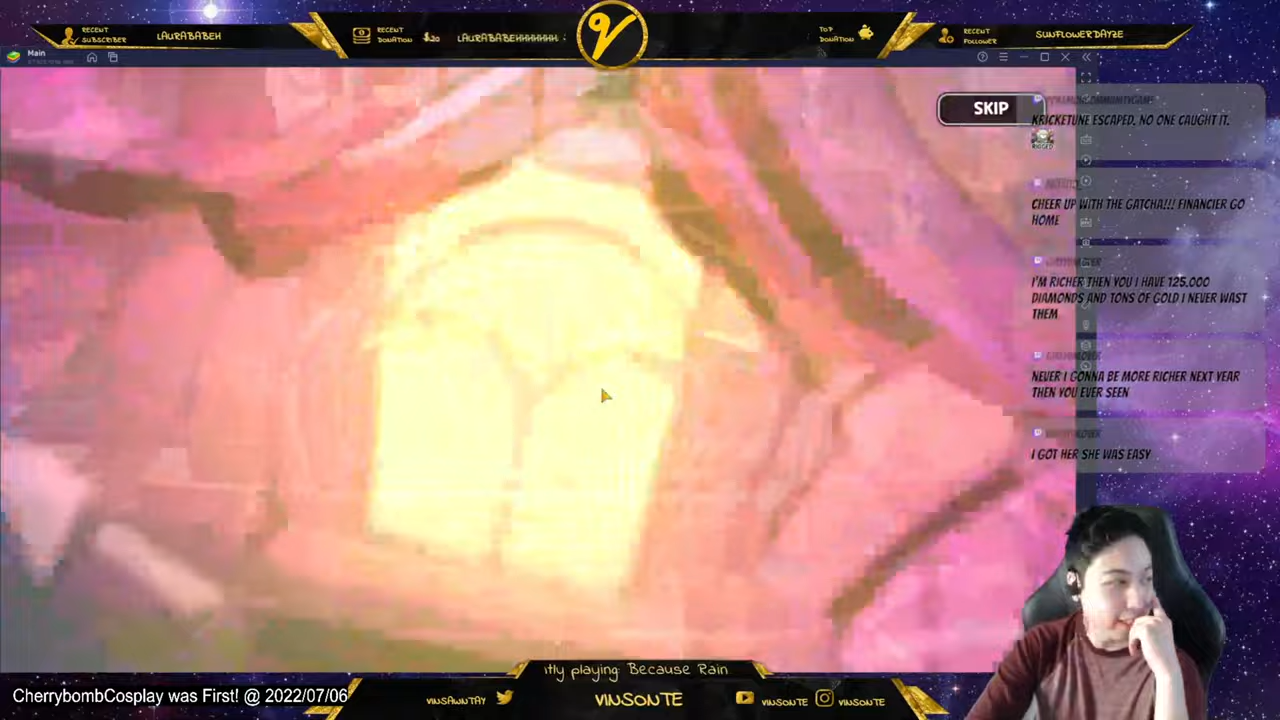 RECENT
SUBSCRIBER
LAURABABEH
RECENT
DONATION
$20
LAURABABEHHHHHHH :
TOP
DONATION
RECENT
FOLLOWER
SUNFLOWERDAYZE
Main
SKIP
KRICKETUNE ESCAPED. NO ONE CAUGHT IT.
RIGGED
CHEER UP WITH THE GATCHA!!! FINANCIER GO
HOME
I'M RICHER THEN YOU I HAVE 125.000
DIAMONDS AND TONS OF GOLD I NEVER WAST
THEM
NEVER I GONNA BE MORE RICHER NEXT YEAR
THEN YOU EVER SEEN
I GOT HER SHE WAS EASY
itly playing: Because Rain
CherrybombCosplay was First! @ 2022/07/06
VINSAWNTAY
VINSONTE
VINSONTE
VINSONTE